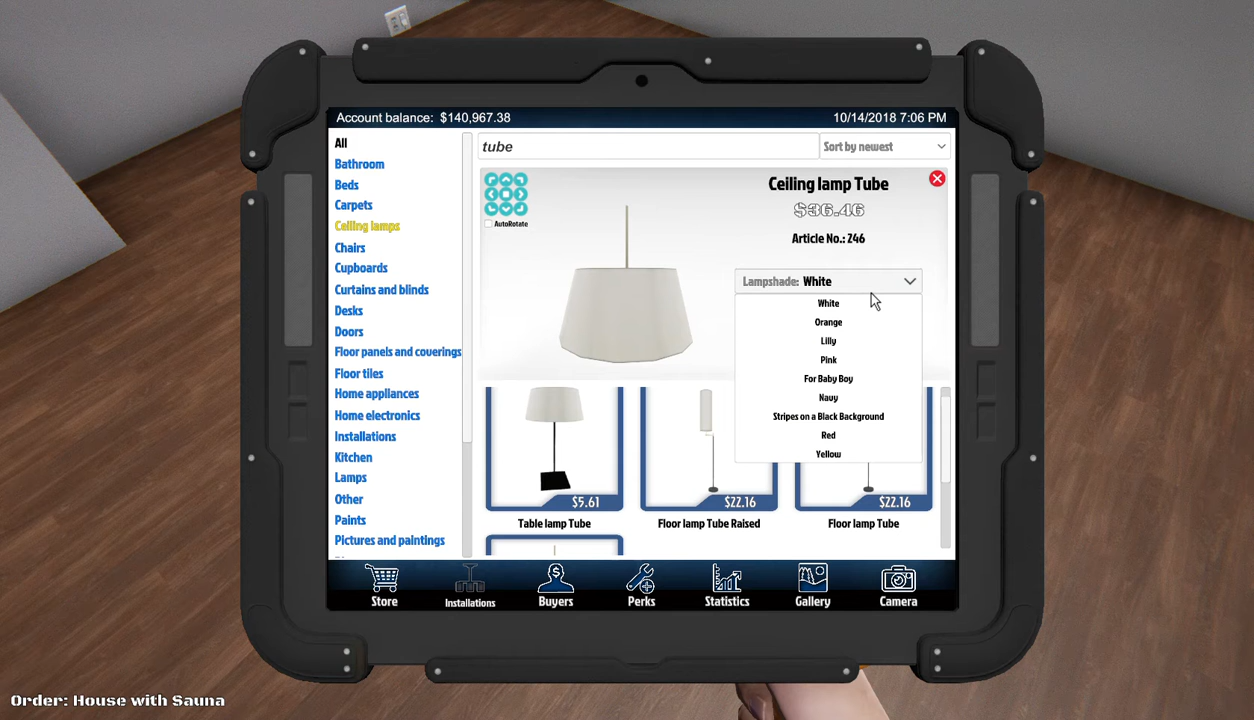 Account balance: $140,967.38
10/14/2018 7:06 PM
All
Bathroom
Beds
Carpets
Ceiling lamps
Chairs
Cupboards
Curtains and blinds
Desks
Doors
Floor panels and coverings
Floor tiles
Home appliances
Home electronics
Installations
Kitchen
Lamps
Other
Paints
Pictures and paintings
tube
Sort by newest
AutoRotate
Ceiling lamp Tube
$36.46
Article No.: Z46
Lampshade: White
White
Orange
Lilly
Pink
For Baby Boy
Navy
Stripes on a Black Background
Red
Yellow
$5.61
$22.16
$22.16
Table lamp Tube
Floor lamp Tube Raised
Floor lamp Tube
Store
Installations
Buyers
Perks
Statistics
Gallery
Camera
Order: House with Sauna